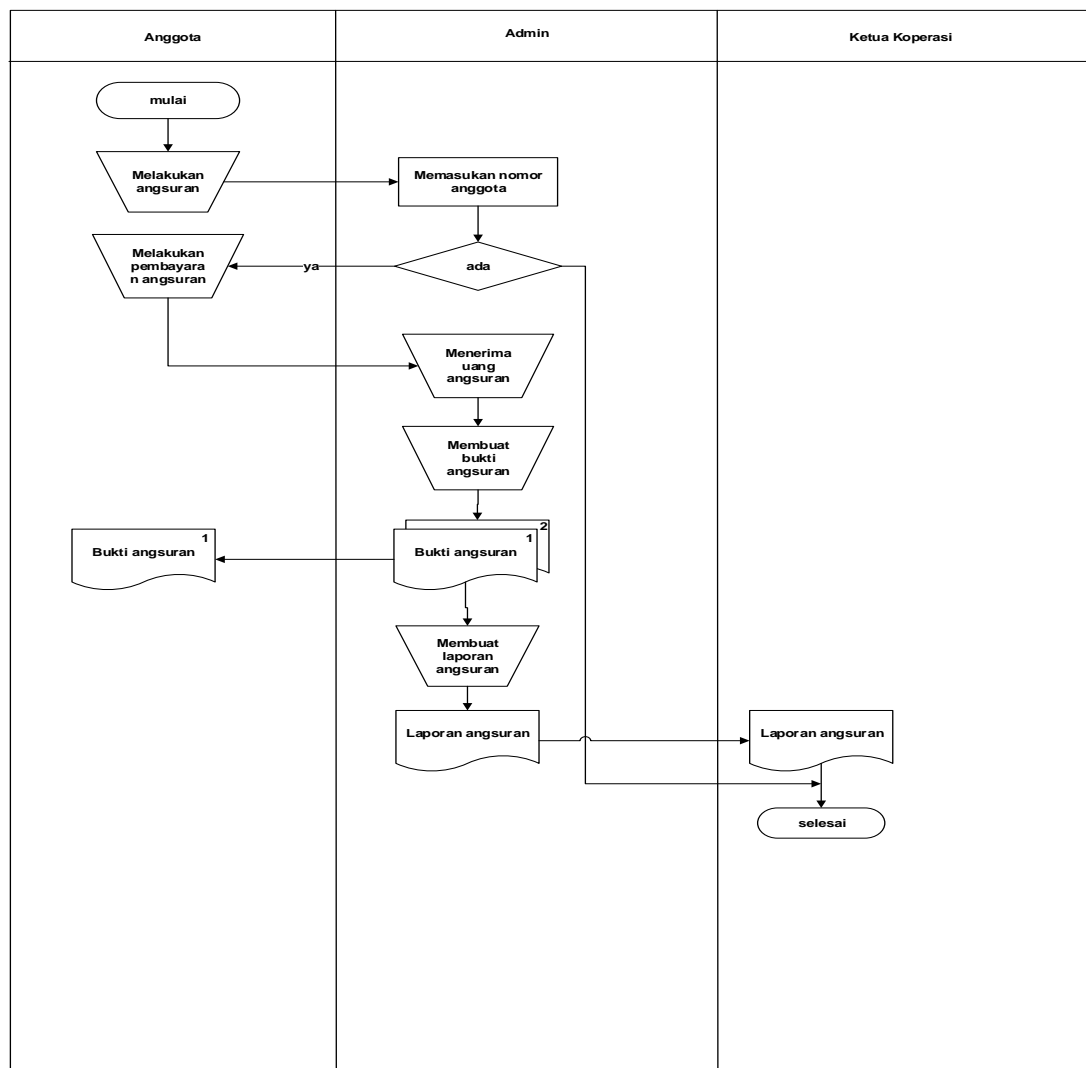 Anggota
Admin
Ketua Koperasi
mulai
Melakukan
angsuran
Memasukan nomor
anggota
Melakukan
pembayara
n angsuran
ya
ada
Menerima
uang
angsuran
Membuat
bukti
angsuran
2
1
Bukti angsuran
1
Bukti angsuran
Membuat
laporan
angsuran
Laporan angsuran
Laporan angsuran
selesai